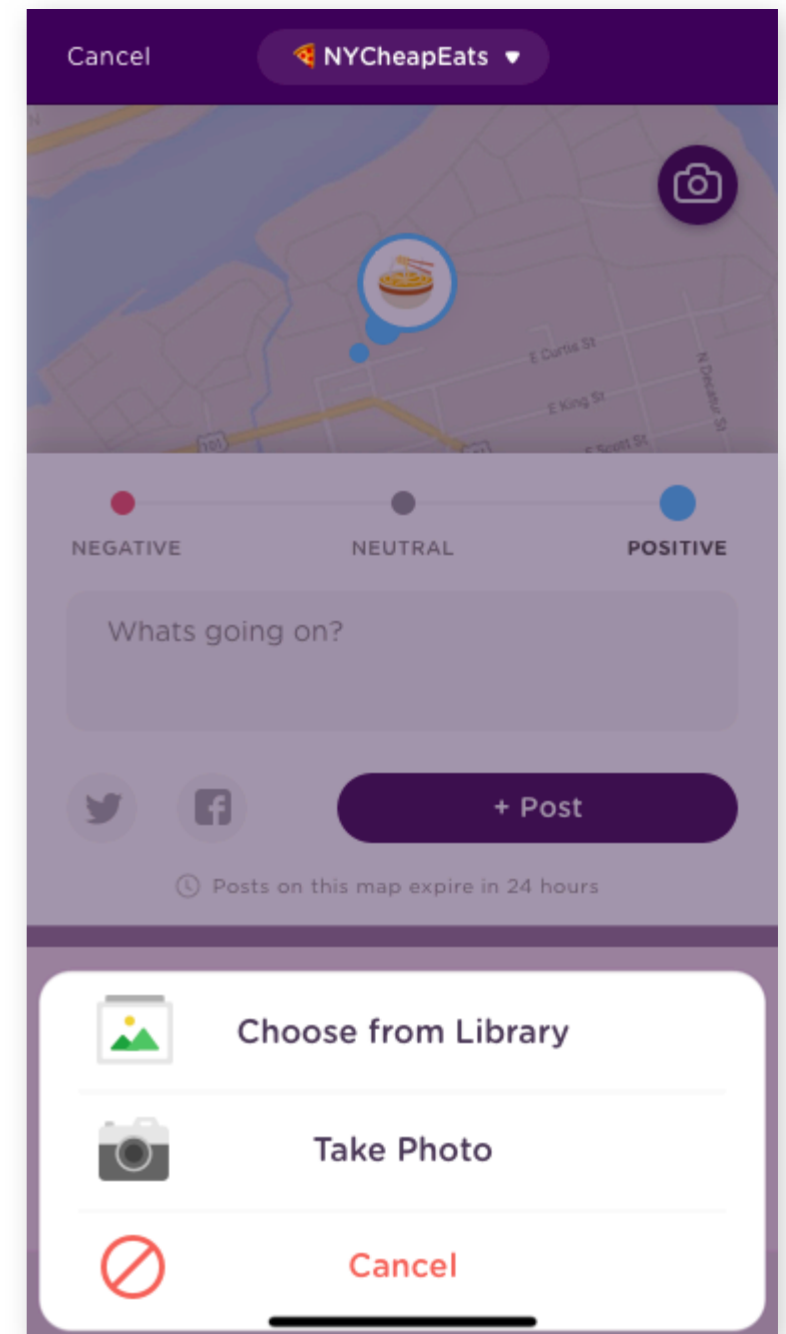 Cancel
NYCheapEats
N
E Curtis St
E King St
N Decatur St
E Scott St
101
NEGATIVE
NEUTRAL
POSITIVE
Whats going on?
+ Post
Posts on this map expire in 24 hours
Choose from Library
Take Photo
Cancel